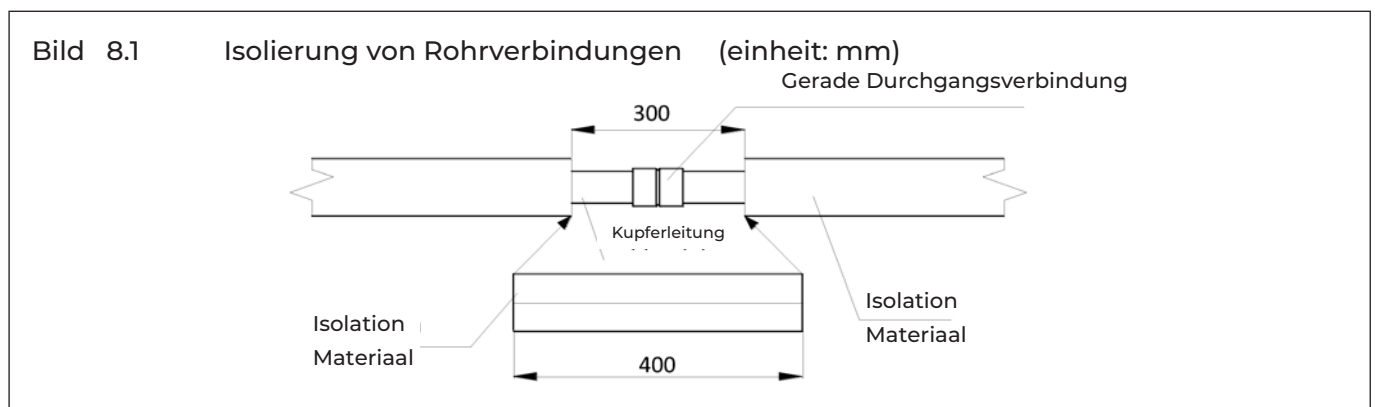 Bild 8.1 Isolierung von Rohrverbindungen (einheit: mm)
Gerade Durchgangsverbindung
300
Kupferleitung
Isolation
Materiaal
Isolation
Materiaal
400